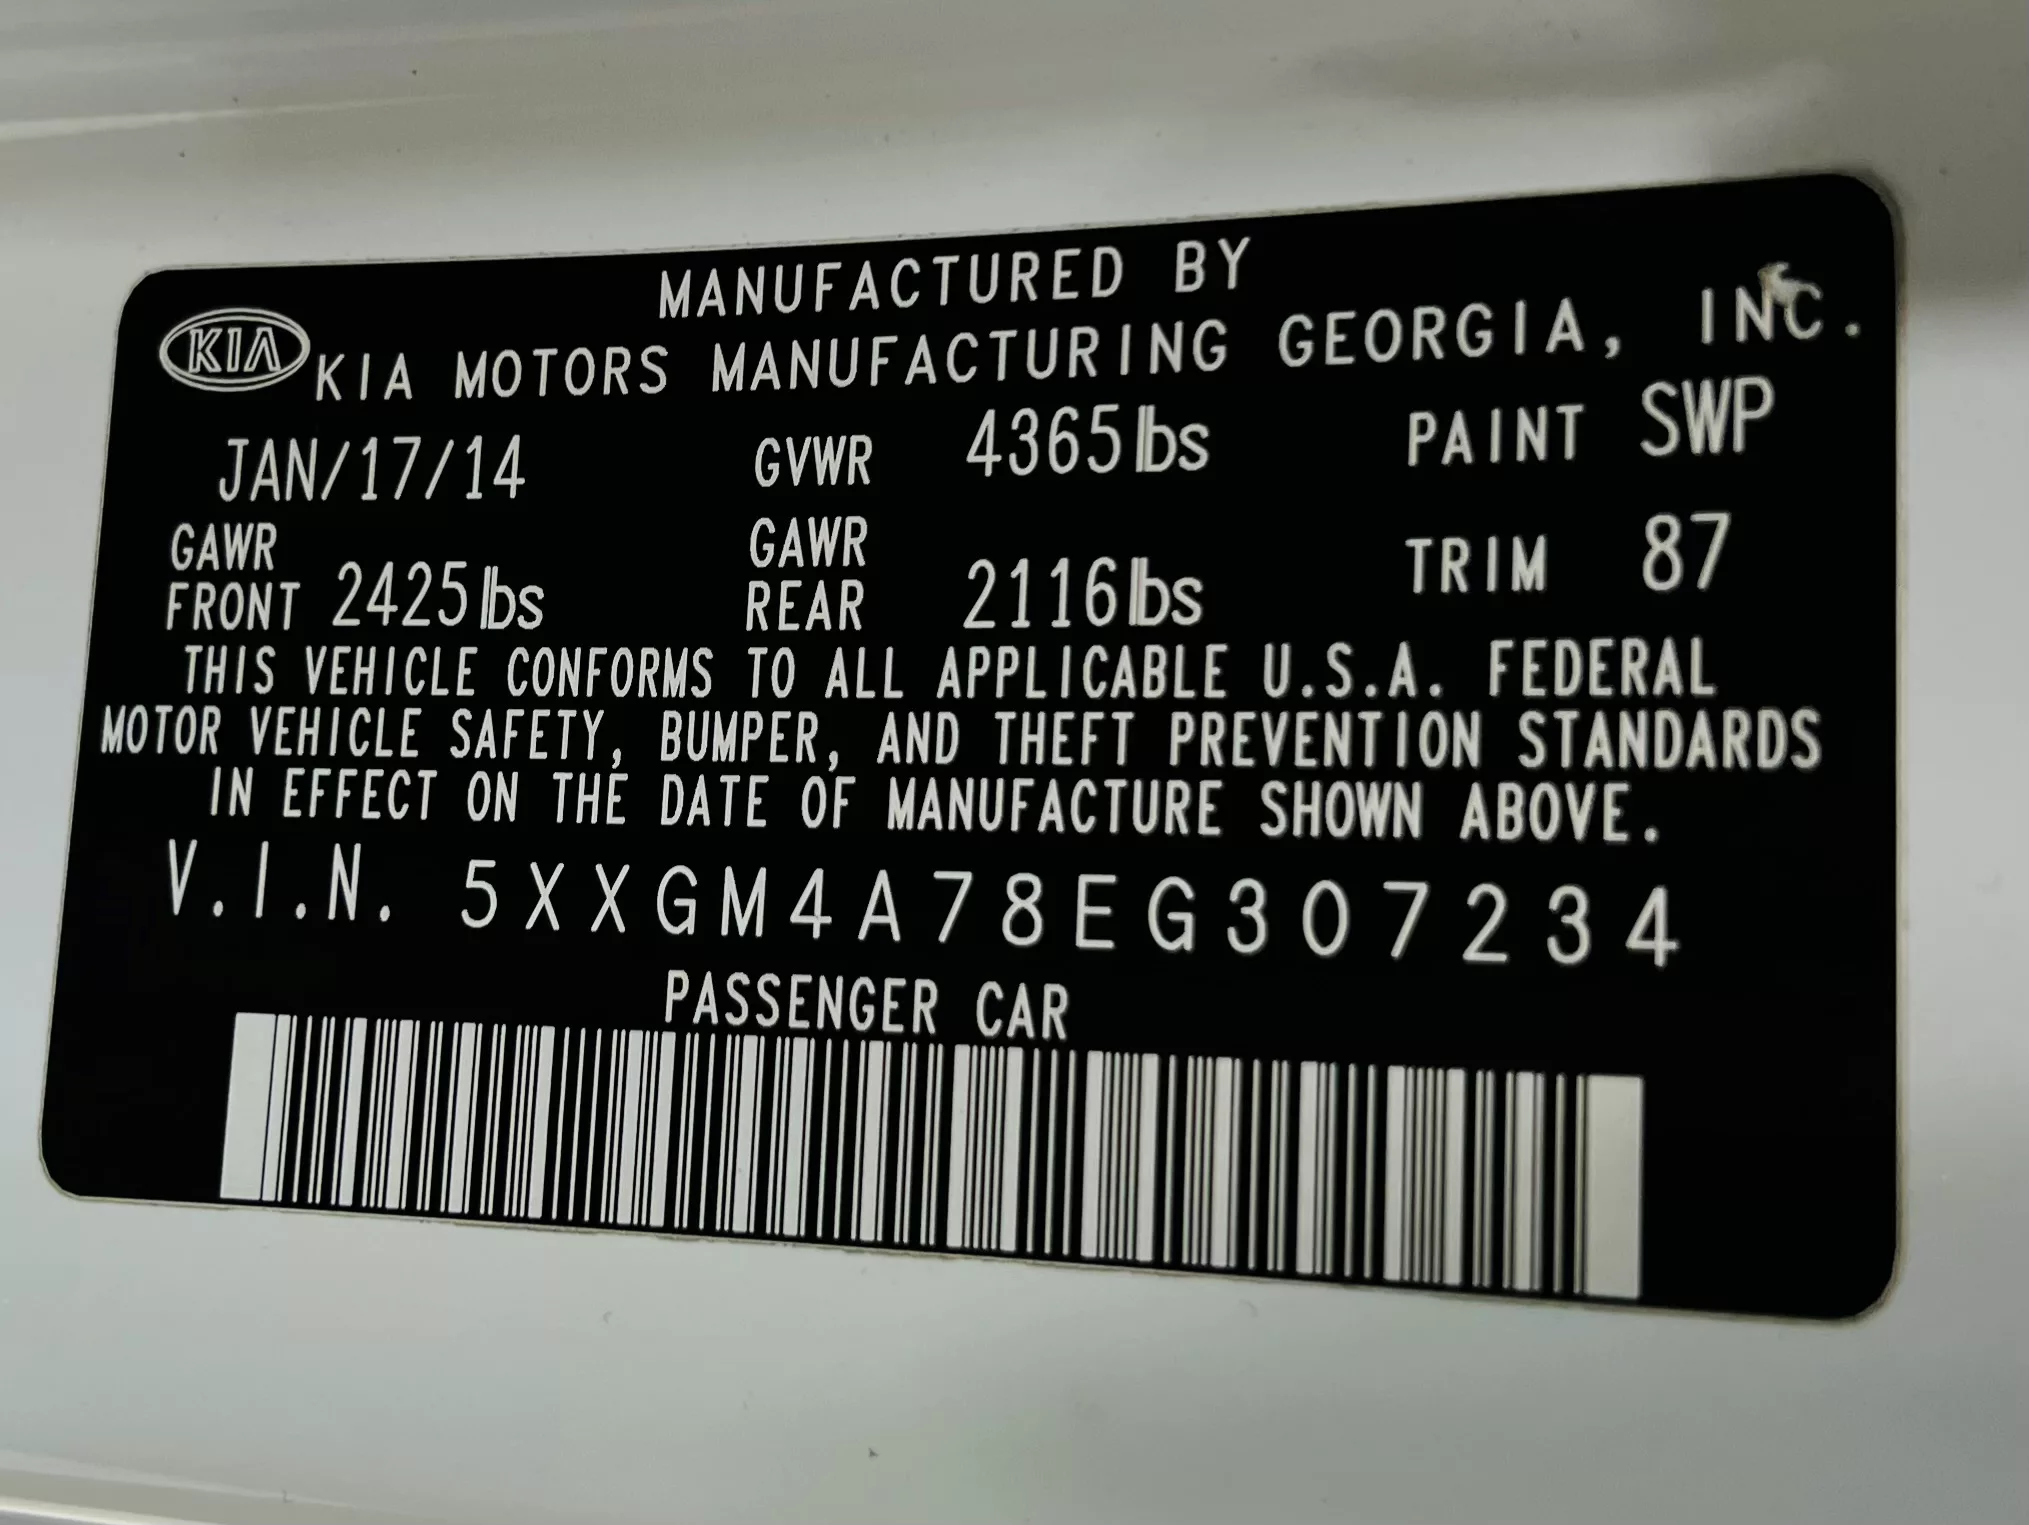 MANUFACTURED BY
KIA KIA MOTORS MANUFACTURING GEORGIA, INC.
JAN/17/14 GVWR 4365lbs PAINT SWP
GAWR FRONT 2425lbs GAWR REAR 2116lbs TRIM 87
THIS VEHICLE CONFORMS TO ALL APPLICABLE U.S.A. FEDERAL
MOTOR VEHICLE SAFETY, BUMPER, AND THEFT PREVENTION STANDARDS
IN EFFECT ON THE DATE OF MANUFACTURE SHOWN ABOVE.
V.I.N. 5XXGM4A78EG307234
PASSENGER CAR